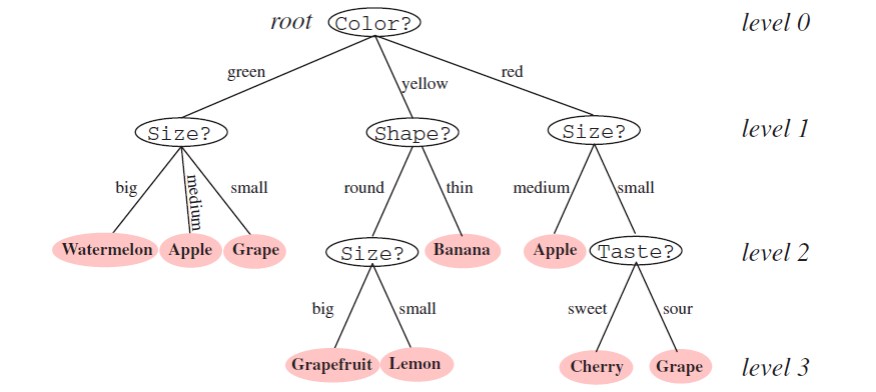 root Color? level 0
green yellow red
Size? Shape? Size? level 1
big medium small round thin medium small
Watermelon Apple Grape Size? Banana Apple Taste? level 2
big small sweet sour
Grapefruit Lemon Cherry Grape level 3